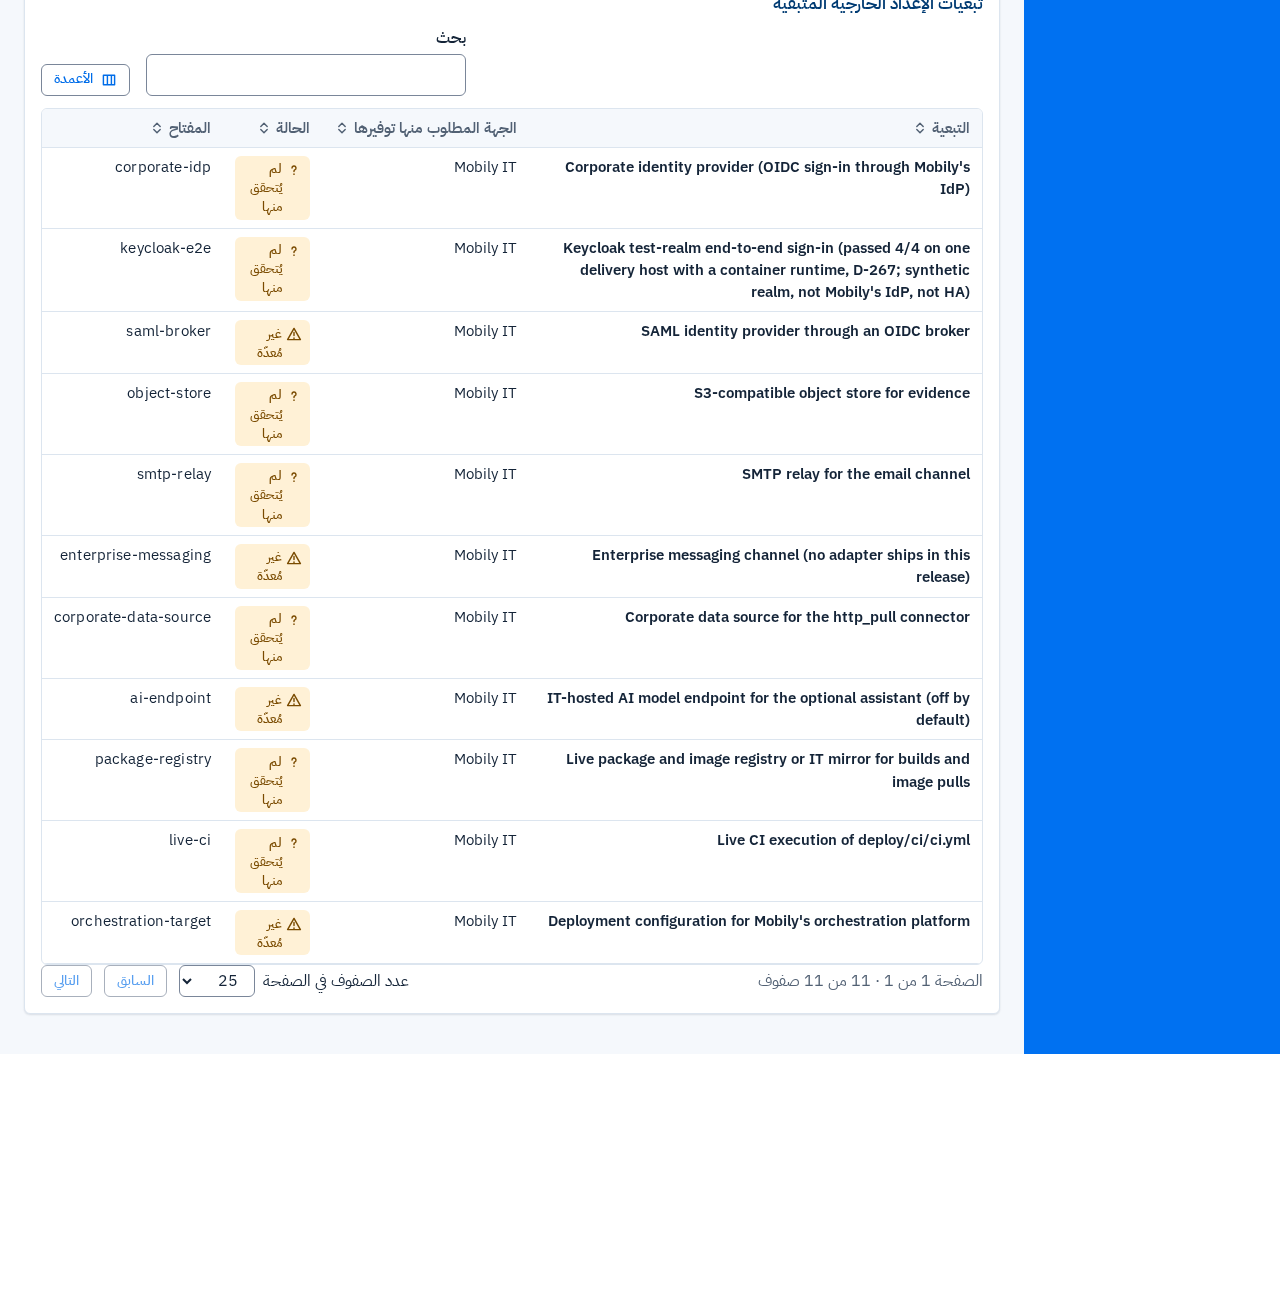 تبعيات الإعداد الخارجية المتبقية
بحث
الأعمدة
التبعية
الجهة المطلوب منها توفيرها
الحالة
المفتاح
Corporate identity provider (OIDC sign-in through Mobily's
IdP)
Mobily IT
لم
يُتحقق
منها
corporate-idp
Keycloak test-realm end-to-end sign-in (passed 4/4 on one
delivery host with a container runtime, D-267; synthetic
realm, not Mobily's IdP, not HA)
Mobily IT
لم
يُتحقق
منها
keycloak-e2e
SAML identity provider through an OIDC broker
Mobily IT
غير
مُعدّة
saml-broker
S3-compatible object store for evidence
Mobily IT
لم
يُتحقق
منها
object-store
SMTP relay for the email channel
Mobily IT
لم
يُتحقق
منها
smtp-relay
Enterprise messaging channel (no adapter ships in this
release)
Mobily IT
غير
مُعدّة
enterprise-messaging
Corporate data source for the http_pull connector
Mobily IT
لم
يُتحقق
منها
corporate-data-source
IT-hosted AI model endpoint for the optional assistant (off by
default)
Mobily IT
غير
مُعدّة
ai-endpoint
Live package and image registry or IT mirror for builds and
image pulls
Mobily IT
لم
يُتحقق
منها
package-registry
Live CI execution of deploy/ci/ci.yml
Mobily IT
لم
يُتحقق
منها
live-ci
Deployment configuration for Mobily's orchestration platform
Mobily IT
غير
مُعدّة
orchestration-target
الصفحة 1 من 1 · 11 من 11 صفوف
عدد الصفوف في الصفحة
25
السابق
التالي